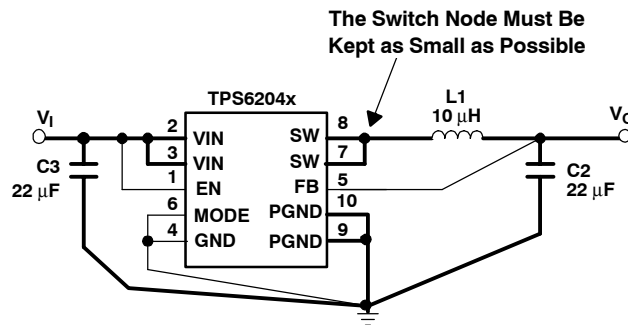 The Switch Node Must Be
Kept as Small as Possible
TPS6204x
L1
10 μH
V_I
V_O
2 VIN
3 VIN
1 EN
6 MODE
4 GND
SW 8
SW 7
FB 5
PGND 10
PGND 9
C3
22 μF
C2
22 μF